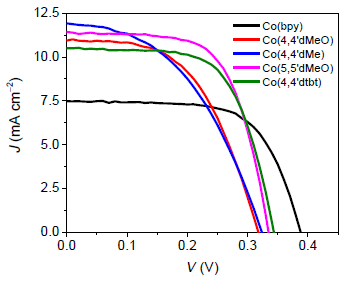 12.5
10.0
7.5
5.0
2.5
0.0
J (mA cm⁻²)
Co(bpy)
Co(4,4'dMeO)
Co(4,4'dMe)
Co(5,5'dMeO)
Co(4,4'dtbt)
0.0 0.1 0.2 0.3 0.4
V (V)